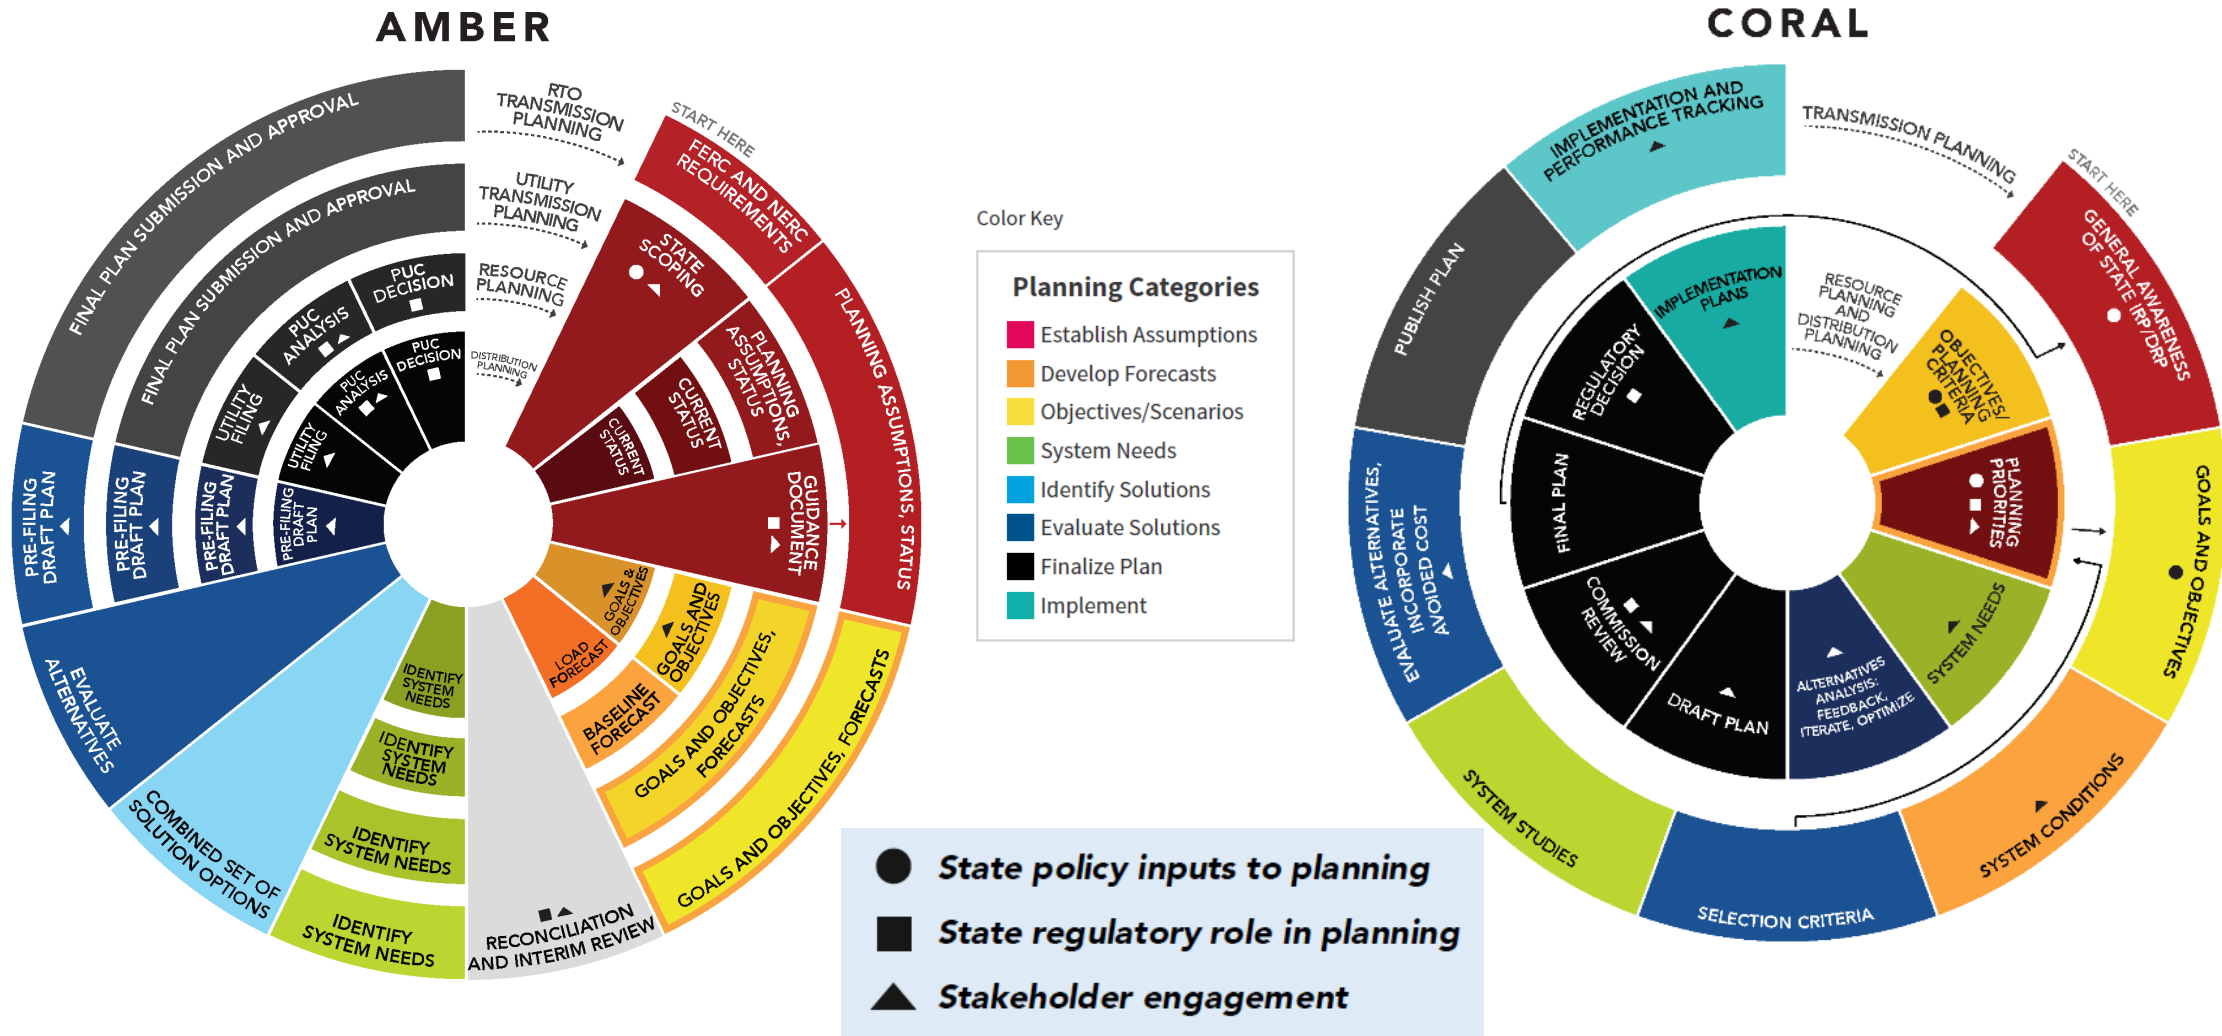 AMBER
CORAL
RTO
TRANSMISSION
PLANNING
UTILITY
TRANSMISSION
PLANNING
RESOURCE
PLANNING
DISTRIBUTION
PLANNING
START HERE
FERC AND NERC
REQUIREMENTS
PLANNING ASSUMPTIONS, STATUS
STATE
SCOPING
PLANNING
ASSUMPTIONS,
STATUS
CURRENT
STATUS
CURRENT
STATUS
GUIDANCE
DOCUMENT
GOALS &
OBJECTIVES
GOALS AND
OBJECTIVES
GOALS AND OBJECTIVES,
FORECASTS
GOALS AND OBJECTIVES, FORECASTS
LOAD
FORECAST
BASELINE
FORECAST
RECONCILIATION
AND INTERIM REVIEW
IDENTIFY
SYSTEM
NEEDS
IDENTIFY
SYSTEM
NEEDS
IDENTIFY
SYSTEM NEEDS
IDENTIFY
SYSTEM NEEDS
COMBINED SET OF
SOLUTION OPTIONS
EVALUATE
ALTERNATIVES
PRE-FILING
DRAFT PLAN
PRE-FILING
DRAFT PLAN
PRE-FILING
DRAFT PLAN
PRE-FILING
DRAFT
PLAN
FINAL PLAN SUBMISSION AND APPROVAL
FINAL PLAN SUBMISSION AND APPROVAL
UTILITY
FILING
PUC
ANALYSIS
PUC
DECISION
UTILITY
FILING
PUC
ANALYSIS
PUC
DECISION
Color Key
Planning Categories
Establish Assumptions
Develop Forecasts
Objectives/Scenarios
System Needs
Identify Solutions
Evaluate Solutions
Finalize Plan
Implement
State policy inputs to planning
State regulatory role in planning
Stakeholder engagement
TRANSMISSION PLANNING
START HERE
GENERAL AWARENESS
OF STATE IRP/DRP
GOALS AND OBJECTIVES
SYSTEM CONDITIONS
SELECTION CRITERIA
SYSTEM STUDIES
EVALUATE ALTERNATIVES,
INCORPORATE
AVOIDED COST
PUBLISH PLAN
IMPLEMENTATION AND
PERFORMANCE TRACKING
RESOURCE
PLANNING
AND
DISTRIBUTION
PLANNING
OBJECTIVES/
PLANNING
CRITERIA
PLANNING
PRIORITIES
SYSTEM NEEDS
ALTERNATIVES
ANALYSIS:
FEEDBACK,
ITERATE, OPTIMIZE
DRAFT PLAN
COMMISSION
REVIEW
FINAL PLAN
REGULATORY
DECISION
IMPLEMENTATION
PLANS